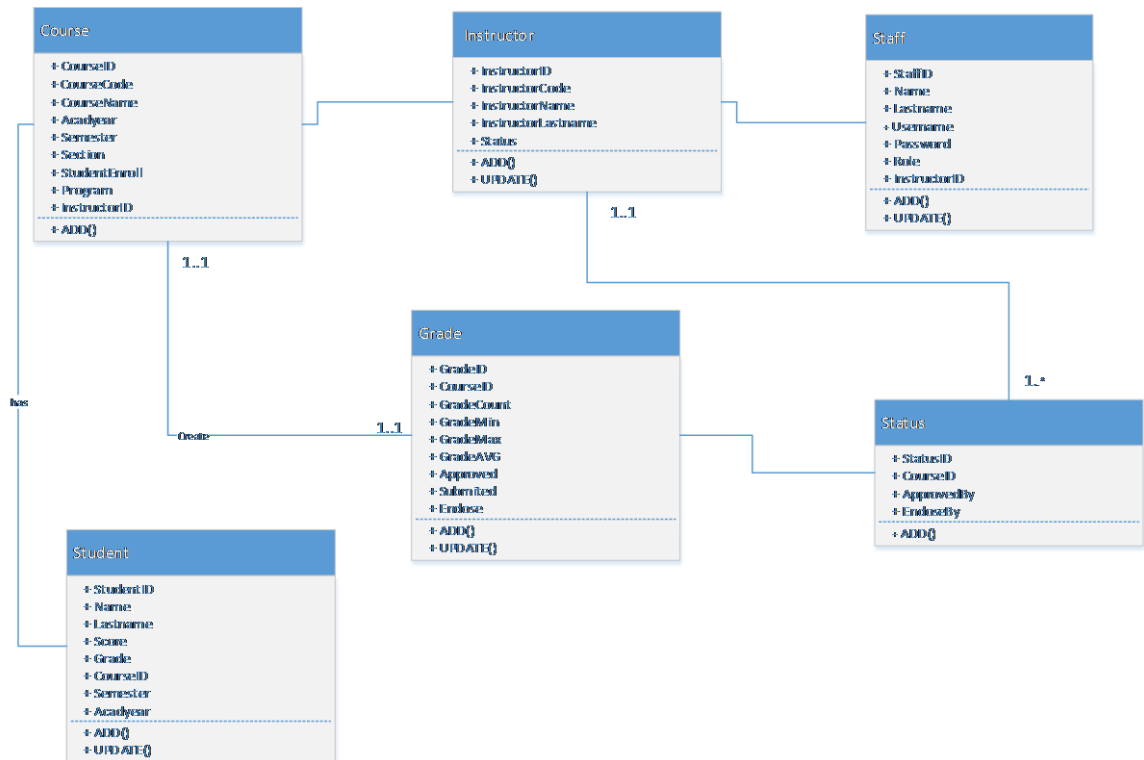 Course
+ CourseID
+ CourseCode
+ CourseName
+ Acadyear
+ Semester
+ Section
+ StudentEnroll
+ Program
+ InstructorID
+ ADD()
Instructor
+ InstructorID
+ InstructorCode
+ InstructorName
+ InstructorLastname
+ Status
+ ADD()
+ UPDATE()
Staff
+ StaffID
+ Name
+ Lastname
+ Username
+ Password
+ Role
+ InstructorID
+ ADD()
+ UPDATE()
1..1
1..1
1..*
has
Create
1..1
Grade
+ GradeID
+ CourseID
+ GradeCount
+ GradeMin
+ GradeMax
+ GradeAVG
+ Approved
+ Submited
+ Endose
+ ADD()
+ UPDATE()
Status
+ StatusID
+ CourseID
+ ApprovedBy
+ EndoseBy
+ ADD()
Student
+ StudentID
+ Name
+ Lastname
+ Score
+ Grade
+ CourseID
+ Semester
+ Acadyear
+ ADD()
+ UPDATE()